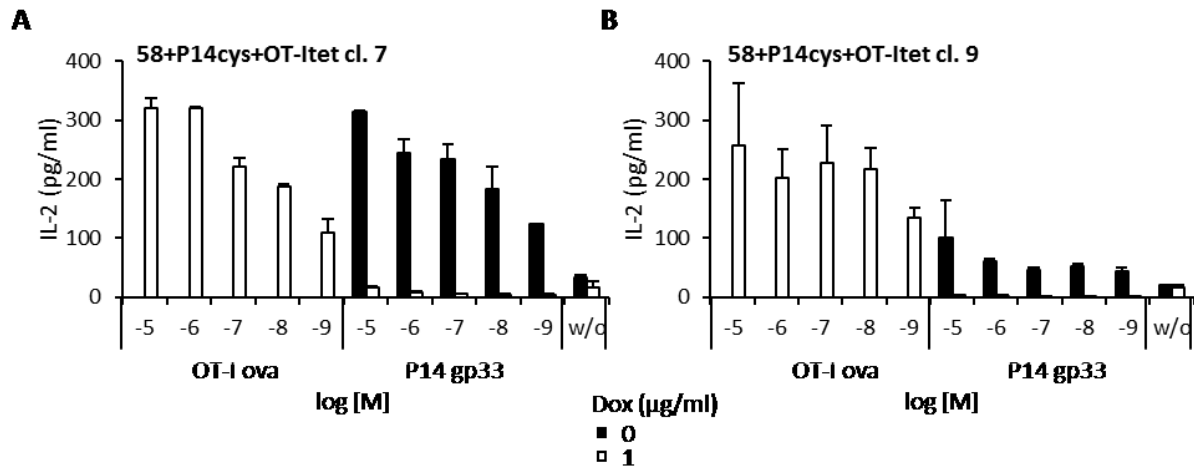 A
58+P14cys+OT-Itet cl. 7
IL-2 (pg/ml)
400
300
200
100
0
-5 -6 -7 -8 -9 -5 -6 -7 -8 -9 w/o
OT-I ova P14 gp33
log [M]
B
58+P14cys+OT-Itet cl. 9
IL-2 (pg/ml)
400
300
200
100
0
-5 -6 -7 -8 -9 -5 -6 -7 -8 -9 w/o
OT-I ova P14 gp33
log [M]
Dox (µg/ml)
0
1